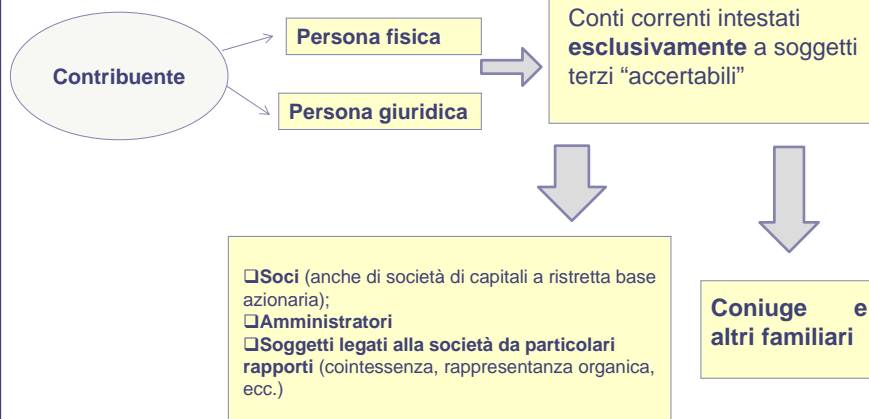 Contribuente
Persona fisica
Persona giuridica
Conti correnti intestati
esclusivamente a soggetti
terzi “accertabili”
❑Soci (anche di società di capitali a ristretta base
azionaria);
❑Amministratori
❑Soggetti legati alla società da particolari
rapporti (cointessenza, rappresentanza organica,
ecc.)
Coniuge e
altri familiari